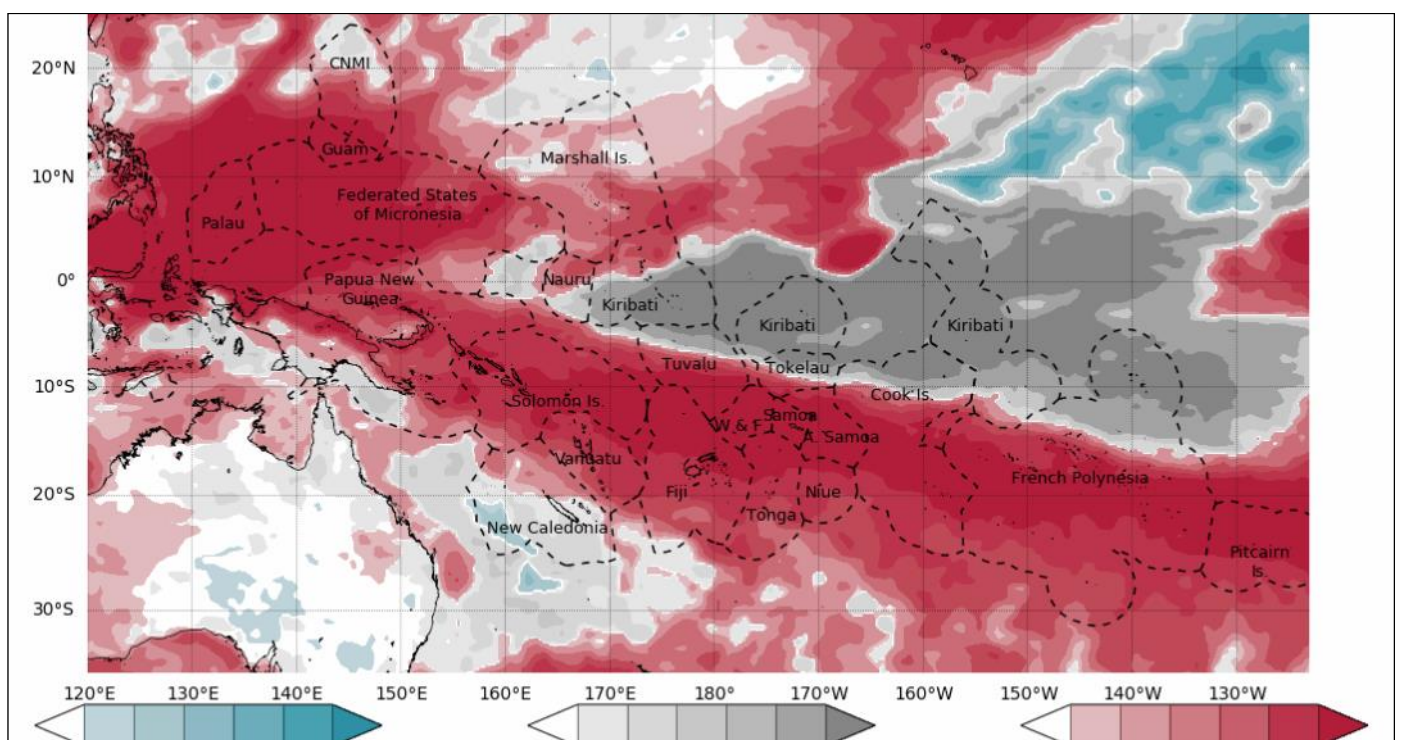 20°N
CNMI
Guam
Marshall Is.
10°N
Federated States
of Micronesia
Palau
0°
Papua New
Guinea
Nauru
Kiribati
Kiribati
Kiribati
Tuvalu
Tokelau
10°S
Cook Is.
Solomon Is.
Samoa
W & F
A. Samoa
Vanuatu
French Polynesia
20°S
Fiji
Niue
Tonga
New Caledonia
Pitcairn
Is.
30°S
120°E 130°E 140°E 150°E 160°E 170°E 180° 170°W 160°W 150°W 140°W 130°W